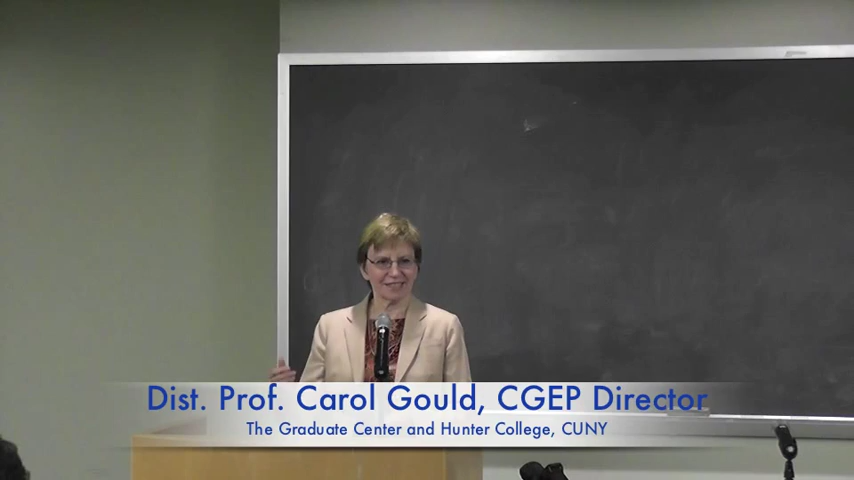 Dist. Prof. Carol Gould, CGEP Director
The Graduate Center and Hunter College, CUNY